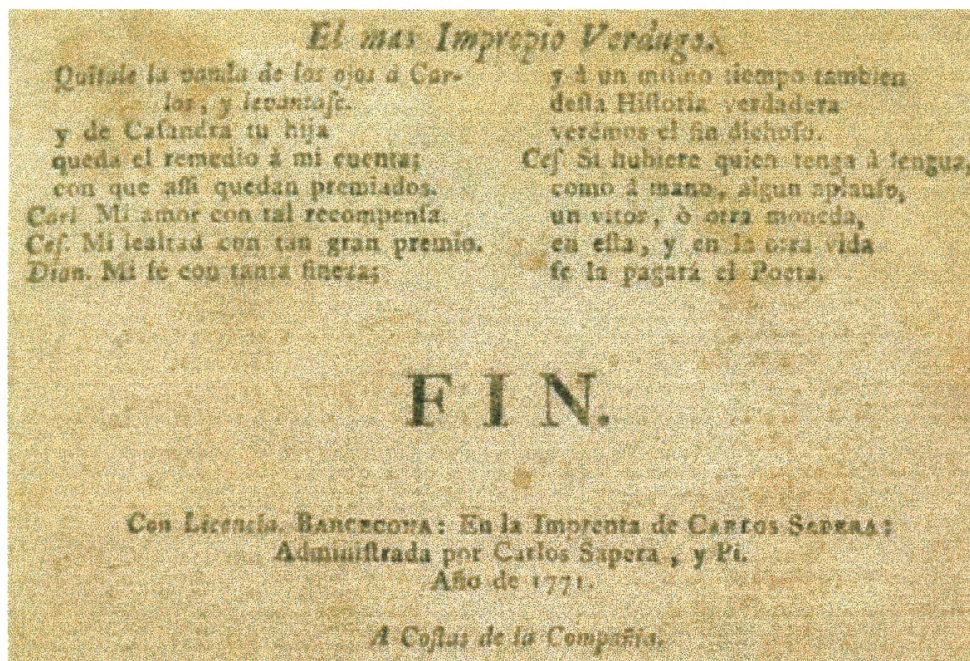 El mas Impropio Verdugo.
Quitale la vanda de los ojos á Car-
los, y levantaſe.
y de Caſandra tu hija
queda el remedio á mi cuenta;
con que aſſi quedan premiados.
Carl. Mi amor con tal recompenſa.
Ceſ. Mi lealtad con tan gran premio.
Dion. Mi fe con tanta fineza;
y á un miſmo tiempo tambien
deſta Hiſtoria verdadera
verémos el fin dichoſo.
Ceſ Si hubiere quien tenga á lengua,
como á mano, algun aplauſo,
un vitor, ò otra moneda,
en eſta, y en la otra vida
ſe la pagará el Poeta.
FIN.
Con Licencia. BARCELONA: En la Imprenta de CARLOS SAPERA;
Adminiſtrada por Carlos Sapera, y Pi.
Año de 1771.
A Coſtas de la Compañia.